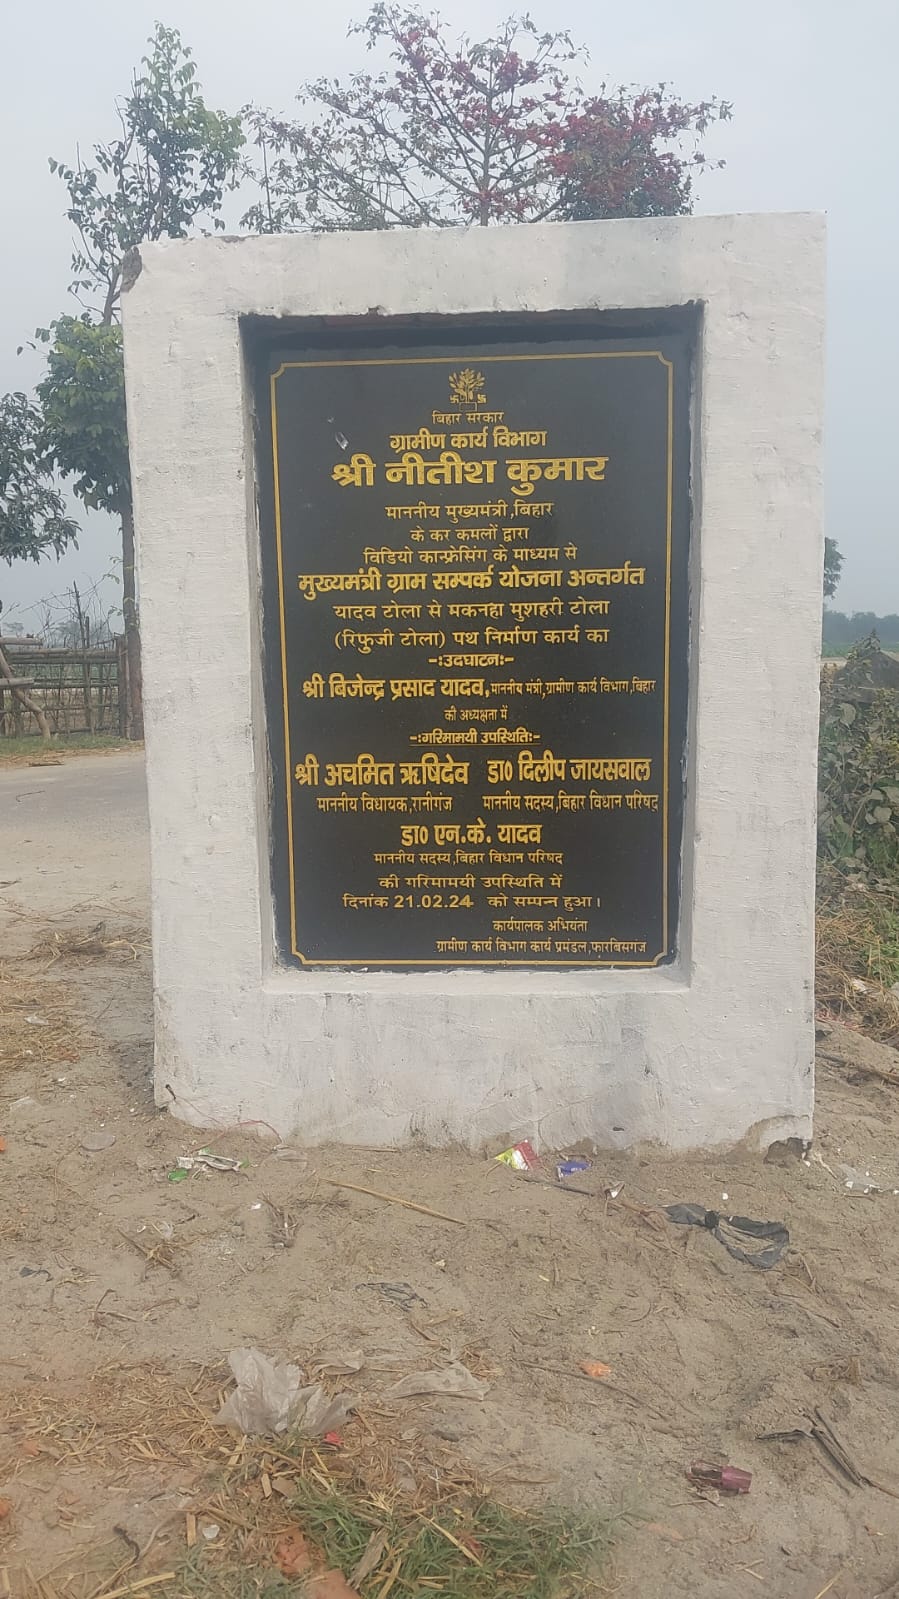 बिहार सरकार
ग्रामीण कार्य विभाग
श्री नीतीश कुमार
माननीय मुख्यमंत्री,बिहार
के कर कमलों द्वारा
विडियो कान्फ्रेसिंग के माध्यम से
मुख्यमंत्री ग्राम सम्पर्क योजना अन्तर्गत
यादव टोला से मकनहा मुशहरी टोला
(रिफुजी टोला) पथ निर्माण कार्य का
-:उदघाटन:-
श्री बिजेन्द्र प्रसाद यादव,माननीय मंत्री,ग्रामीण कार्य विभाग,बिहार
की अध्यक्षता में
-:गरिमामयी उपस्थिति:-
श्री अचमित ऋषिदेव डा0 दिलीप जायसवाल
माननीय विधायक,रानीगंज माननीय सदस्य,बिहार विधान परिषद्
डा0 एन.के. यादव
माननीय सदस्य,बिहार विधान परिषद्
की गरिमामयी उपस्थिति में
दिनांक 21.02.24 को सम्पन्न हुआ।
कार्यपालक अभियंता
ग्रामीण कार्य विभाग कार्य प्रमंडल,फारबिसगंज